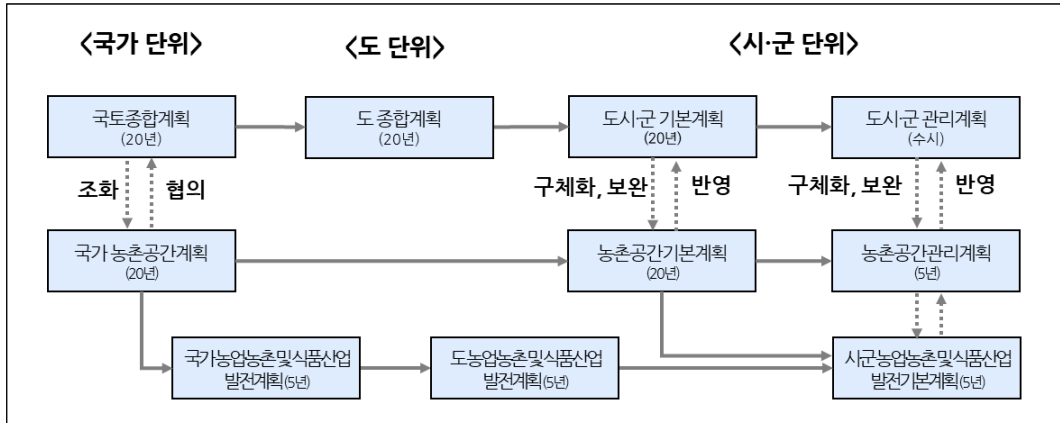 <국가 단위>
<도 단위>
<시·군 단위>
국토종합계획
(20년)
도 종합계획
(20년)
도시·군 기본계획
(20년)
도시·군 관리계획
(수시)
조화
협의
구체화, 보완
반영
구체화, 보완
반영
국가 농촌공간계획
(20년)
농촌공간기본계획
(20년)
농촌공간관리계획
(5년)
국가농업농촌및식품산업
발전계획(5년)
도농업농촌및식품산업
발전계획(5년)
시군농업농촌및식품산업
발전기본계획(5년)